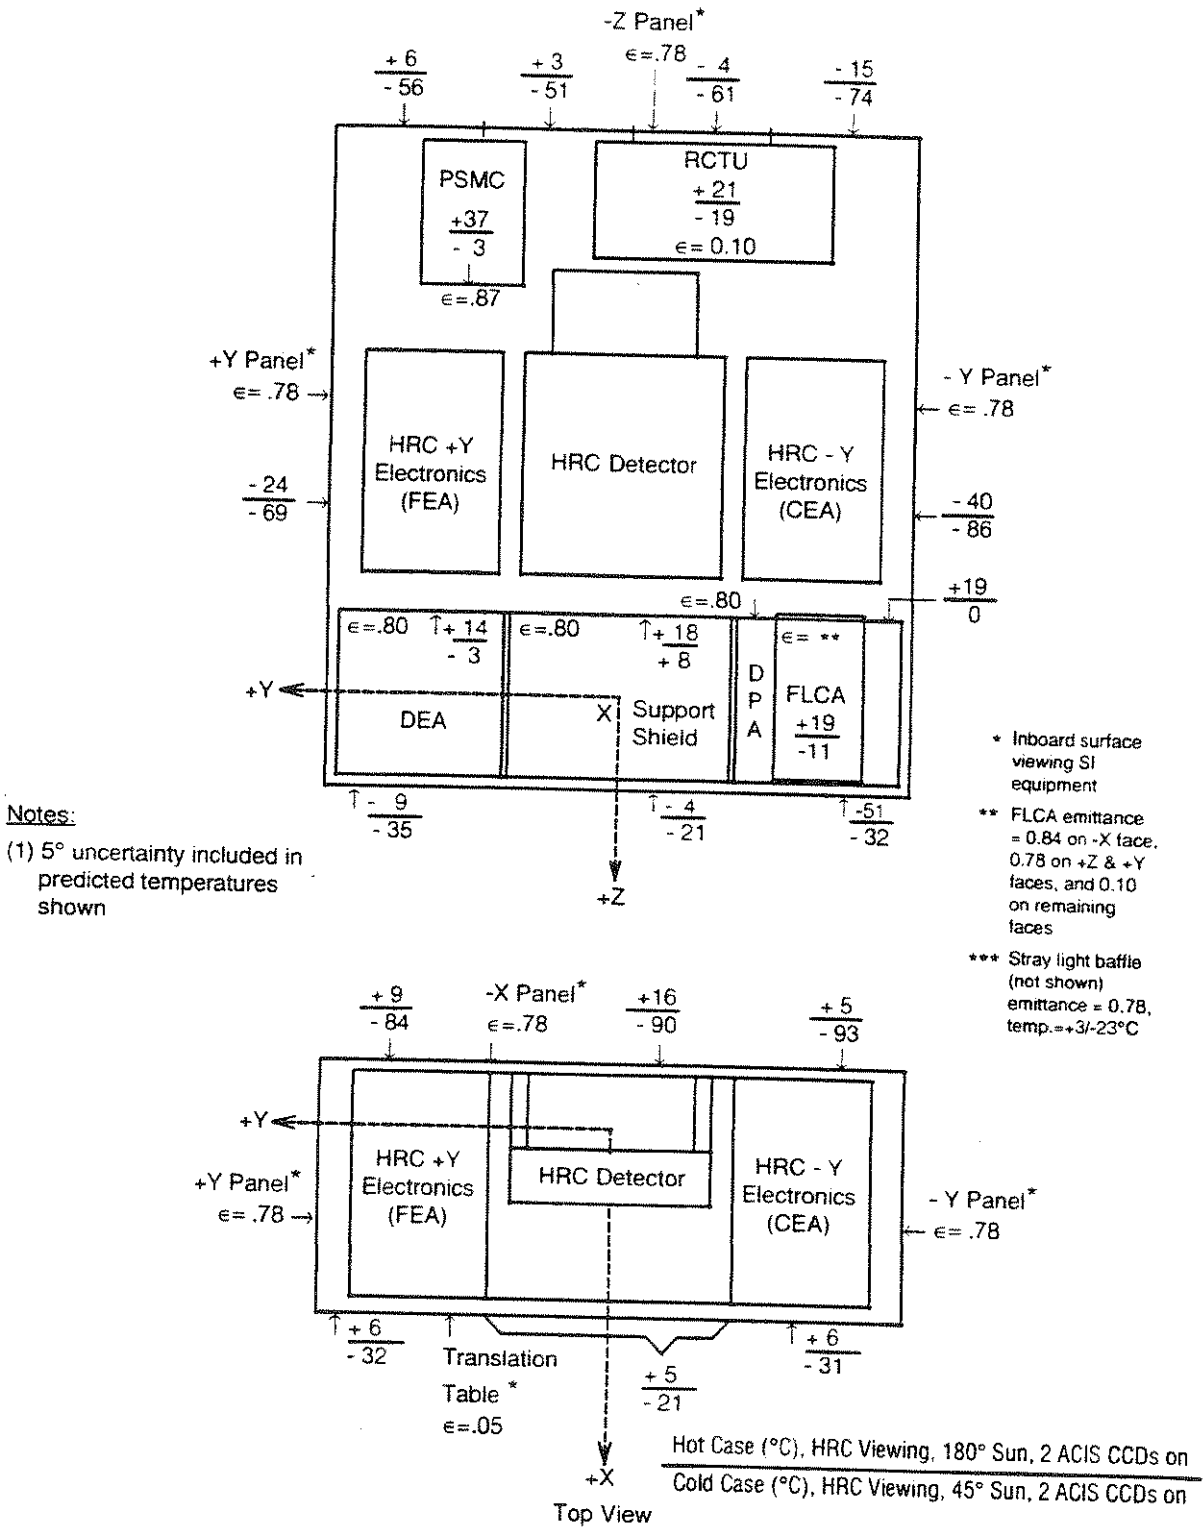 -Z Panel*
ϵ=.78
+ 6
- 56
+ 3
- 51
- 4
- 61
- 15
- 74
PSMC
+37
- 3
ϵ=.87
RCTU
+ 21
- 19
ϵ= 0.10
+Y Panel*
ϵ= .78
- Y Panel*
ϵ= .78
HRC +Y
Electronics
(FEA)
HRC Detector
HRC - Y
Electronics
(CEA)
- 24
- 69
- 40
- 86
ϵ=.80
+19
0
ϵ=.80
+ 14
- 3
ϵ=.80
+ 18
+ 8
ϵ= **
+Y
DEA
X
Support
Shield
D
P
A
FLCA
+19
-11
- 9
- 35
- 4
- 21
-51
- 32
+Z
Notes:
(1) 5° uncertainty included in
predicted temperatures
shown
* Inboard surface
viewing SI
equipment
** FLCA emittance
= 0.84 on -X face,
0.78 on +Z & +Y
faces, and 0.10
on remaining
faces
*** Stray light baffle
(not shown)
emittance = 0.78,
temp.=+3/-23°C
+ 9
- 84
-X Panel*
ϵ=.78
+16
- 90
+ 5
- 93
+Y
HRC +Y
Electronics
(FEA)
HRC Detector
HRC - Y
Electronics
(CEA)
+Y Panel*
ϵ= .78
- Y Panel*
ϵ= .78
+ 6
- 32
Translation
Table *
ϵ=.05
+ 5
- 21
+ 6
- 31
+X
Top View
Hot Case (°C), HRC Viewing, 180° Sun, 2 ACIS CCDs on
Cold Case (°C), HRC Viewing, 45° Sun, 2 ACIS CCDs on